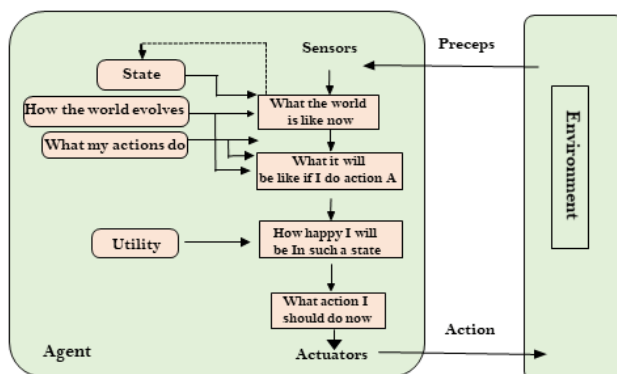 Sensors
Preceps
State
How the world evolves
What the world
is like now
What my actions do
What it will
be like if I do action A
Environment
How happy I will
be In such a state
Utility
What action I
should do now
Action
Agent
Actuators